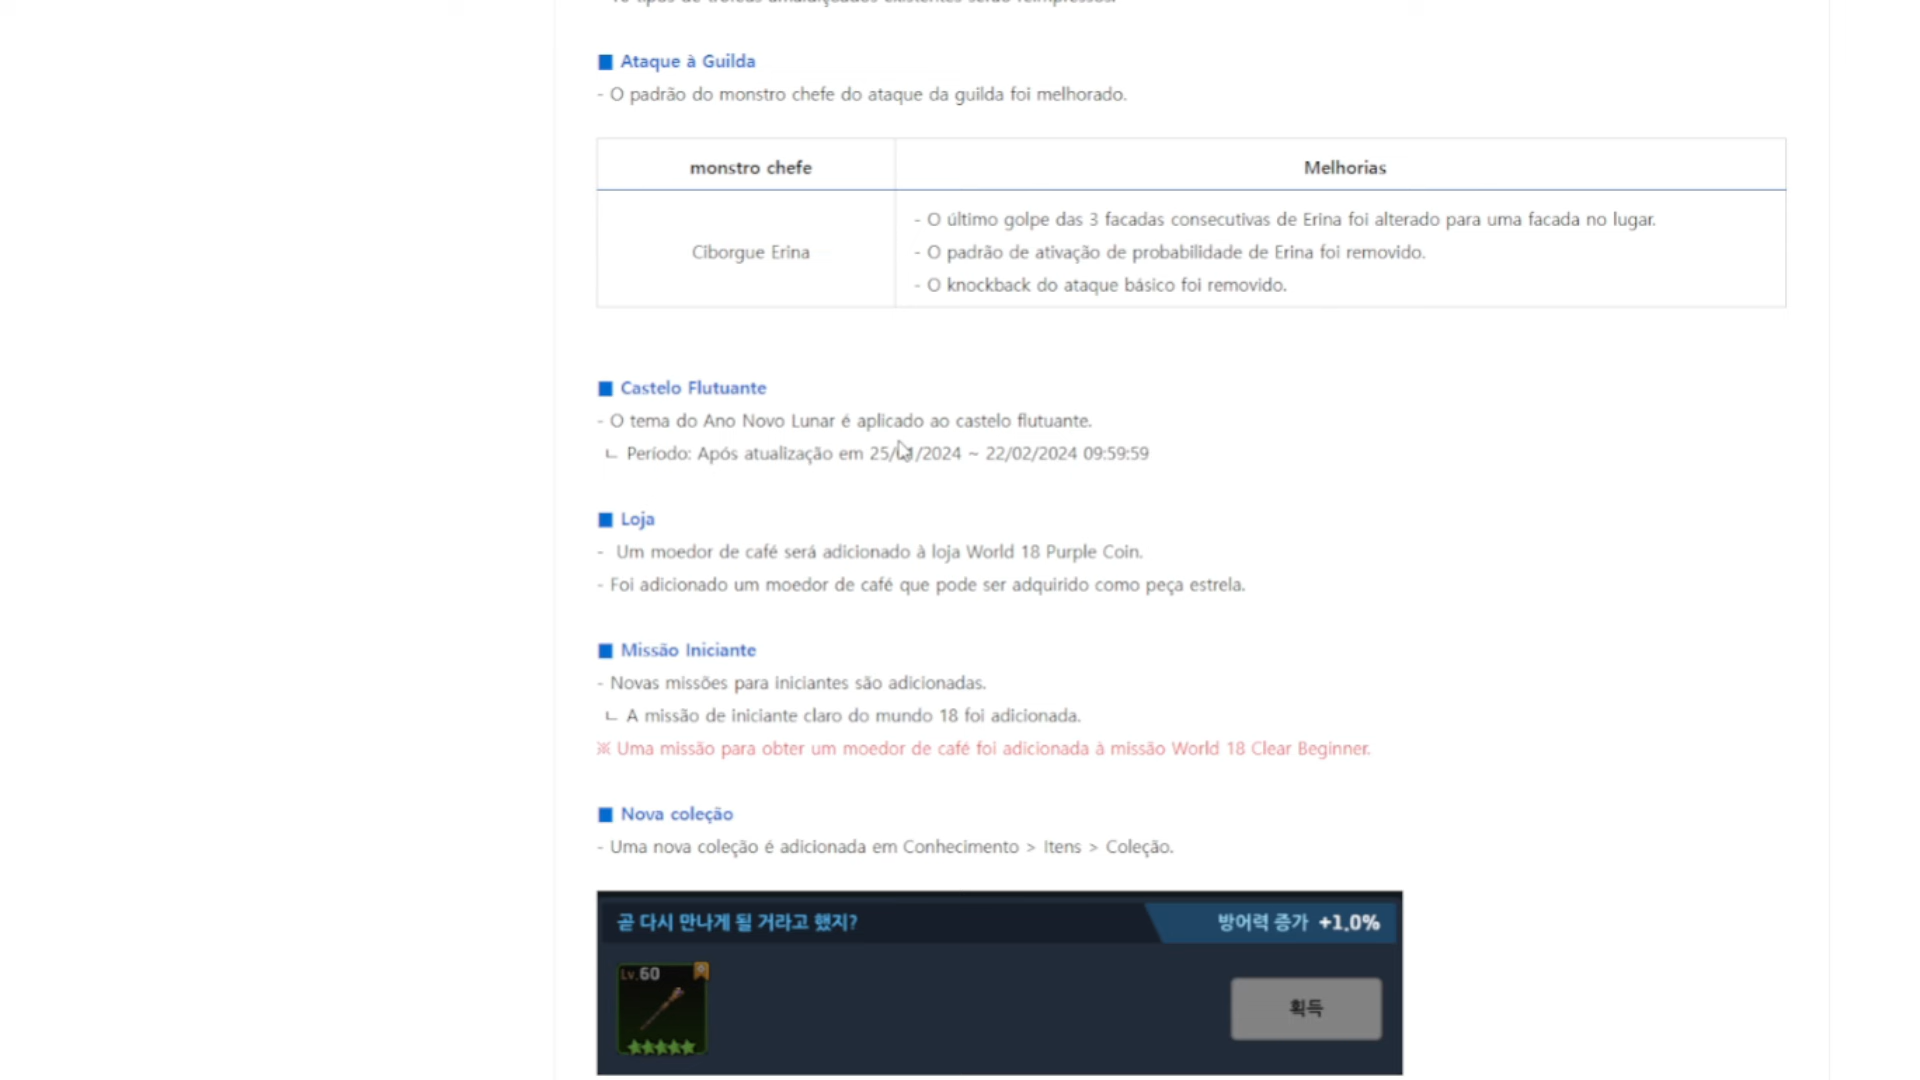 ■ Ataque à Guilda
- O padrão do monstro chefe do ataque da guilda foi melhorado.
monstro chefe
Melhorias
Ciborgue Erina
- O último golpe das 3 facadas consecutivas de Erina foi alterado para uma facada no lugar.
- O padrão de ativação de probabilidade de Erina foi removido.
- O knockback do ataque básico foi removido.
■ Castelo Flutuante
- O tema do Ano Novo Lunar é aplicado ao castelo flutuante.
ㄴ Período: Após atualização em 25/01/2024 ~ 22/02/2024 09:59:59
■ Loja
- Um moedor de café será adicionado à loja World 18 Purple Coin.
- Foi adicionado um moedor de café que pode ser adquirido como peça estrela.
■ Missão Iniciante
- Novas missões para iniciantes são adicionadas.
ㄴ A missão de iniciante claro do mundo 18 foi adicionada.
※ Uma missão para obter um moedor de café foi adicionada à missão World 18 Clear Beginner.
■ Nova coleção
- Uma nova coleção é adicionada em Conhecimento > Itens > Coleção.
곧 다시 만나게 될 거라고 했지?
방어력 증가 +1.0%
Lv.60
획득